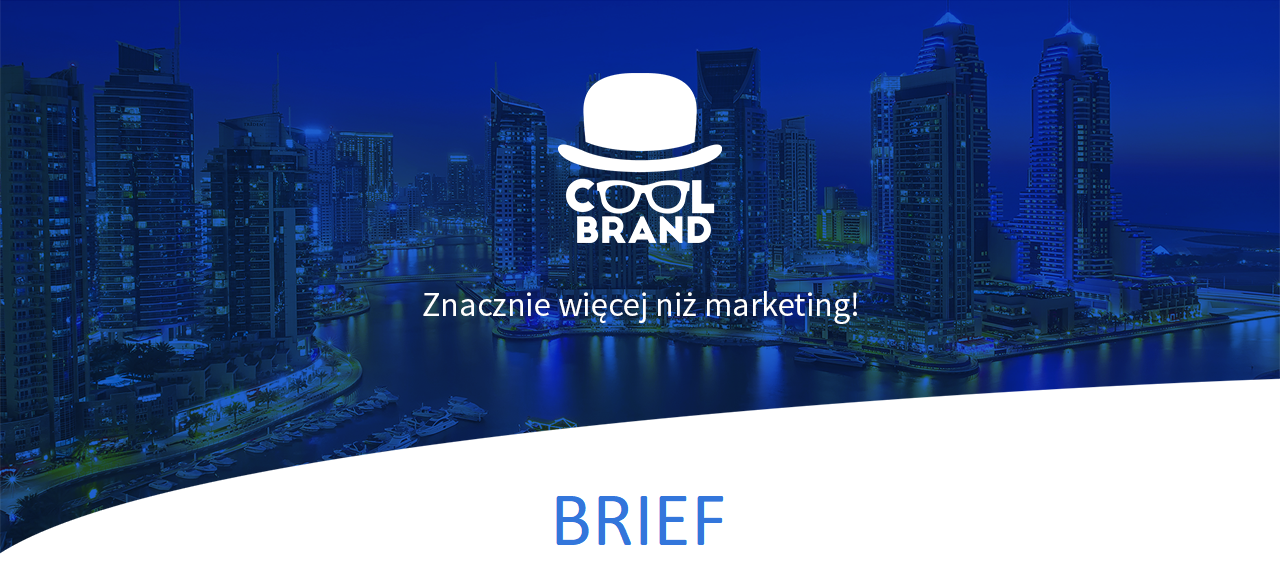 COOL
BRAND
Znacznie więcej niż marketing!
BRIEF